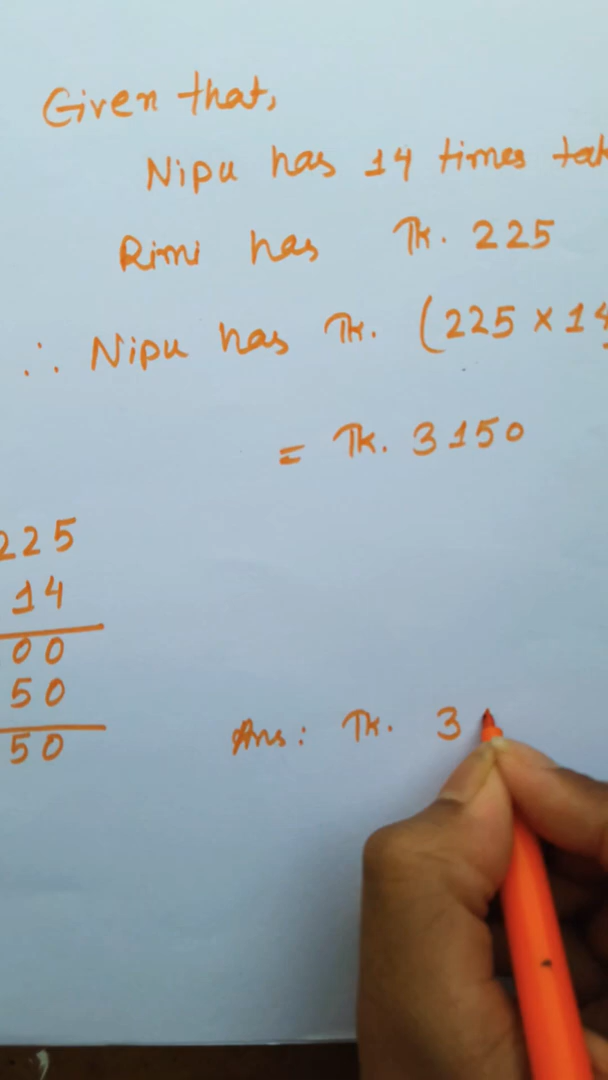 Given that,
Nipu has 14 times tak
Rimi has Tk. 225
∴ Nipu has Tk. (225 × 14)
= Tk. 3150
225
14
00
50
50
Ans: Tk. 3